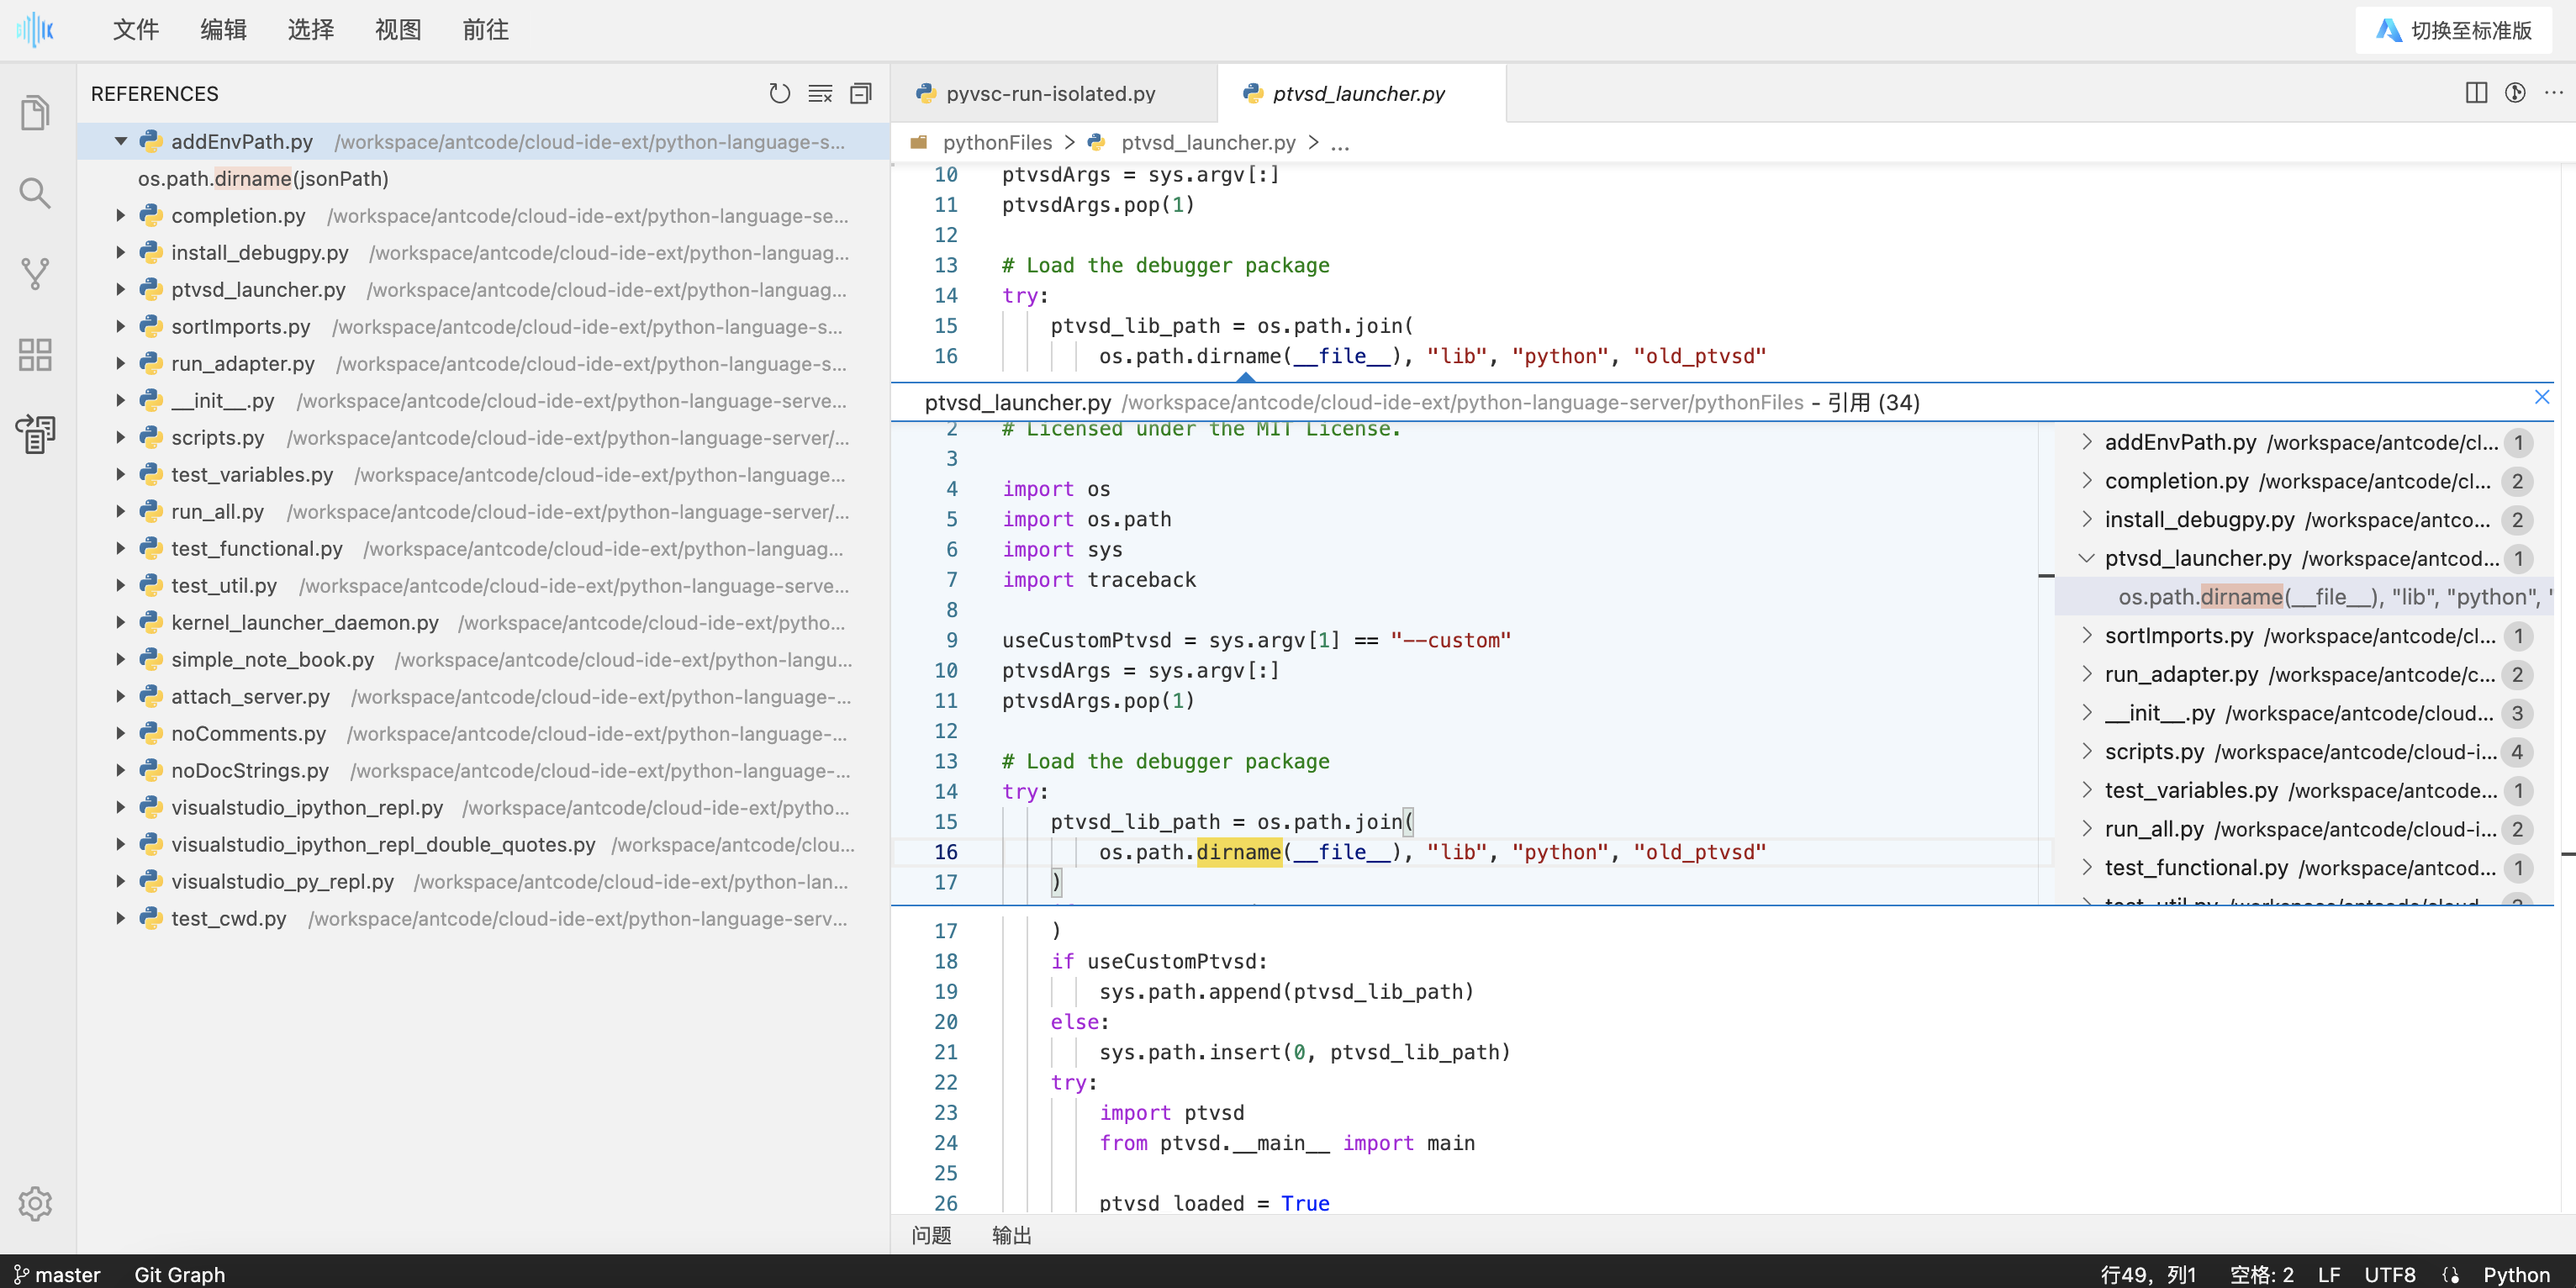 文件 编辑 选择 视图 前往 切换至标准版
REFERENCES
addEnvPath.py /workspace/antcode/cloud-ide-ext/python-language-s...
os.path.dirname(jsonPath)
completion.py /workspace/antcode/cloud-ide-ext/python-language-se...
install_debugpy.py /workspace/antcode/cloud-ide-ext/python-languag...
ptvsd_launcher.py /workspace/antcode/cloud-ide-ext/python-languag...
sortImports.py /workspace/antcode/cloud-ide-ext/python-language-s...
run_adapter.py /workspace/antcode/cloud-ide-ext/python-language-s...
__init__.py /workspace/antcode/cloud-ide-ext/python-language-serve...
scripts.py /workspace/antcode/cloud-ide-ext/python-language-server/...
test_variables.py /workspace/antcode/cloud-ide-ext/python-language...
run_all.py /workspace/antcode/cloud-ide-ext/python-language-server/...
test_functional.py /workspace/antcode/cloud-ide-ext/python-languag...
test_util.py /workspace/antcode/cloud-ide-ext/python-language-serve...
kernel_launcher_daemon.py /workspace/antcode/cloud-ide-ext/pytho...
simple_note_book.py /workspace/antcode/cloud-ide-ext/python-langu...
attach_server.py /workspace/antcode/cloud-ide-ext/python-language-...
noComments.py /workspace/antcode/cloud-ide-ext/python-language-...
noDocStrings.py /workspace/antcode/cloud-ide-ext/python-language-...
visualstudio_ipython_repl.py /workspace/antcode/cloud-ide-ext/pytho...
visualstudio_ipython_repl_double_quotes.py /workspace/antcode/clou...
visualstudio_py_repl.py /workspace/antcode/cloud-ide-ext/python-lan...
test_cwd.py /workspace/antcode/cloud-ide-ext/python-language-serv...
pyvsc-run-isolated.py ptvsd_launcher.py
pythonFiles > ptvsd_launcher.py > ...
10 ptvsdArgs = sys.argv[:]
11 ptvsdArgs.pop(1)
12
13 # Load the debugger package
14 try:
15 ptvsd_lib_path = os.path.join(
16 os.path.dirname(__file__), "lib", "python", "old_ptvsd"
ptvsd_launcher.py /workspace/antcode/cloud-ide-ext/python-language-server/pythonFiles - 引用 (34)
2 # Licensed under the MIT License.
3
4 import os
5 import os.path
6 import sys
7 import traceback
8
9 useCustomPtvsd = sys.argv[1] == "--custom"
10 ptvsdArgs = sys.argv[:]
11 ptvsdArgs.pop(1)
12
13 # Load the debugger package
14 try:
15 ptvsd_lib_path = os.path.join(
16 os.path.dirname(__file__), "lib", "python", "old_ptvsd"
17 )
addEnvPath.py /workspace/antcode/cl... 1
completion.py /workspace/antcode/cl... 2
install_debugpy.py /workspace/antco... 2
ptvsd_launcher.py /workspace/antcod... 1
os.path.dirname(__file__), "lib", "python", "
sortImports.py /workspace/antcode/cl... 1
run_adapter.py /workspace/antcode/c... 2
__init__.py /workspace/antcode/cloud... 3
scripts.py /workspace/antcode/cloud-i... 4
test_variables.py /workspace/antcode... 1
run_all.py /workspace/antcode/cloud-i... 2
test_functional.py /workspace/antcod... 1
17 )
18 if useCustomPtvsd:
19 sys.path.append(ptvsd_lib_path)
20 else:
21 sys.path.insert(0, ptvsd_lib_path)
22 try:
23 import ptvsd
24 from ptvsd.__main__ import main
25
26 ptvsd_loaded = True
问题 输出
master Git Graph 行49，列1 空格: 2 LF UTF8 Python